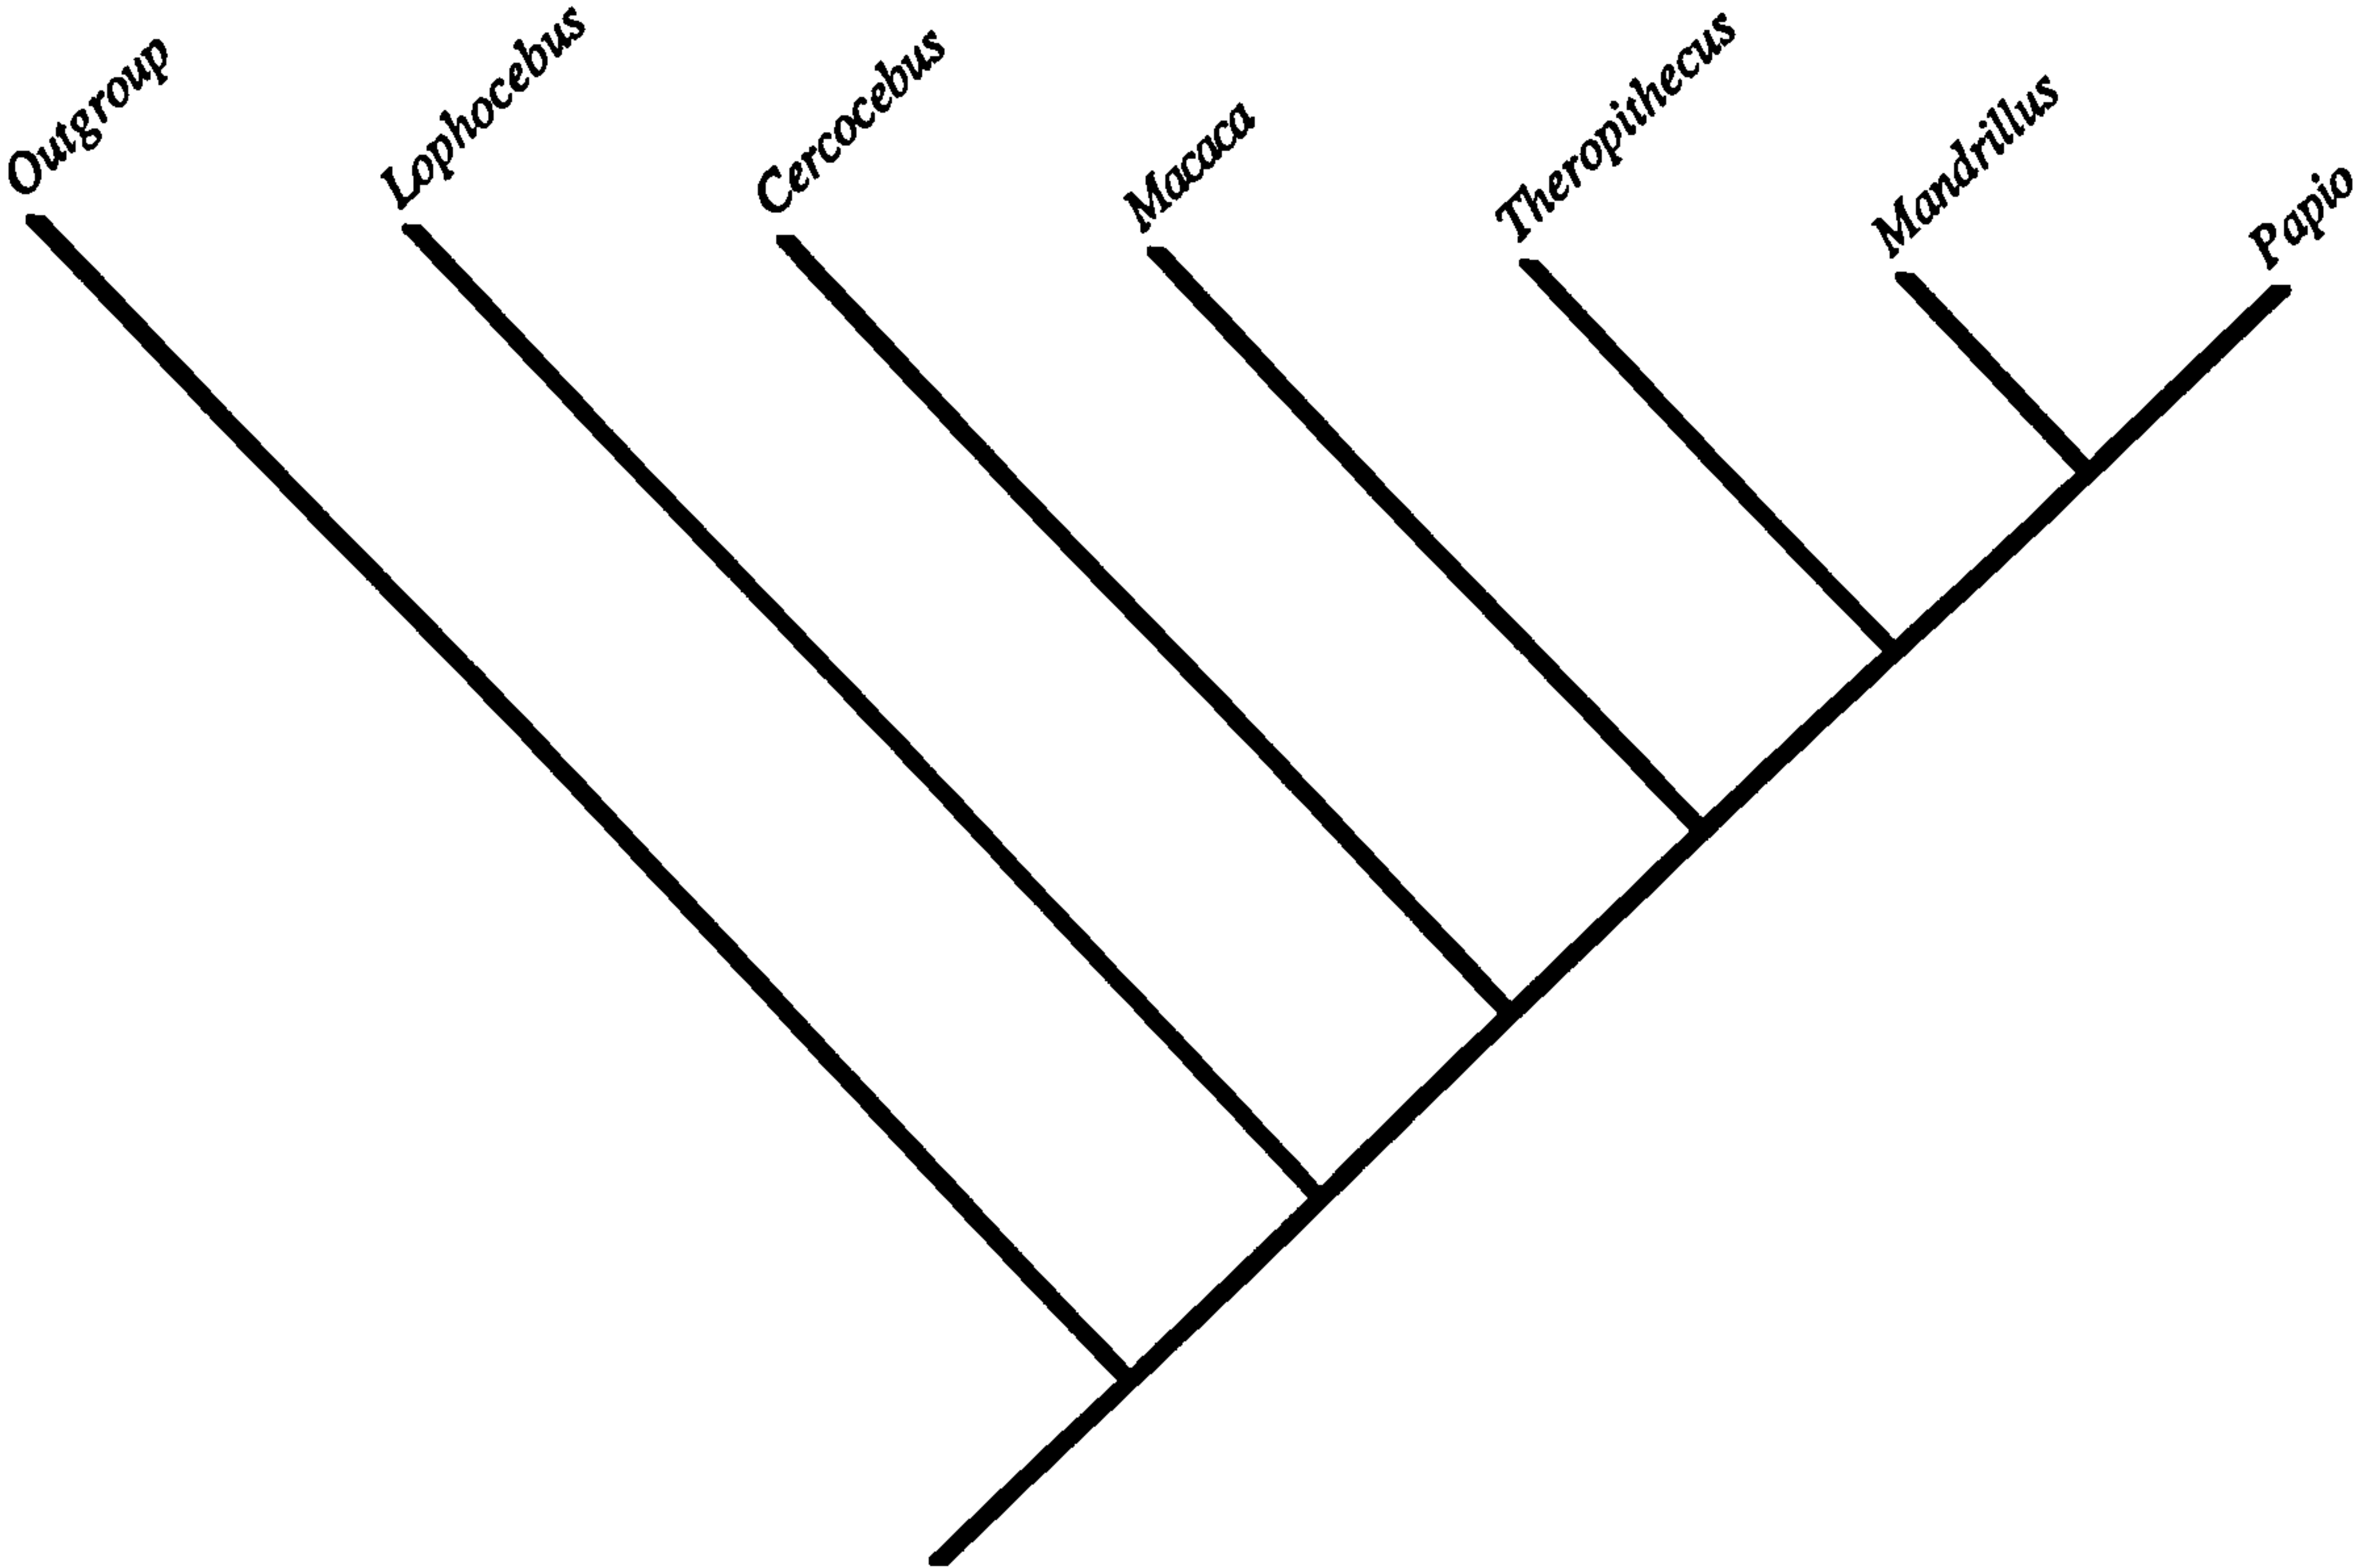 Outgroup
Lophocebus
Cercocebus
Macaca
Theropithecus
Mandrillus
Papio